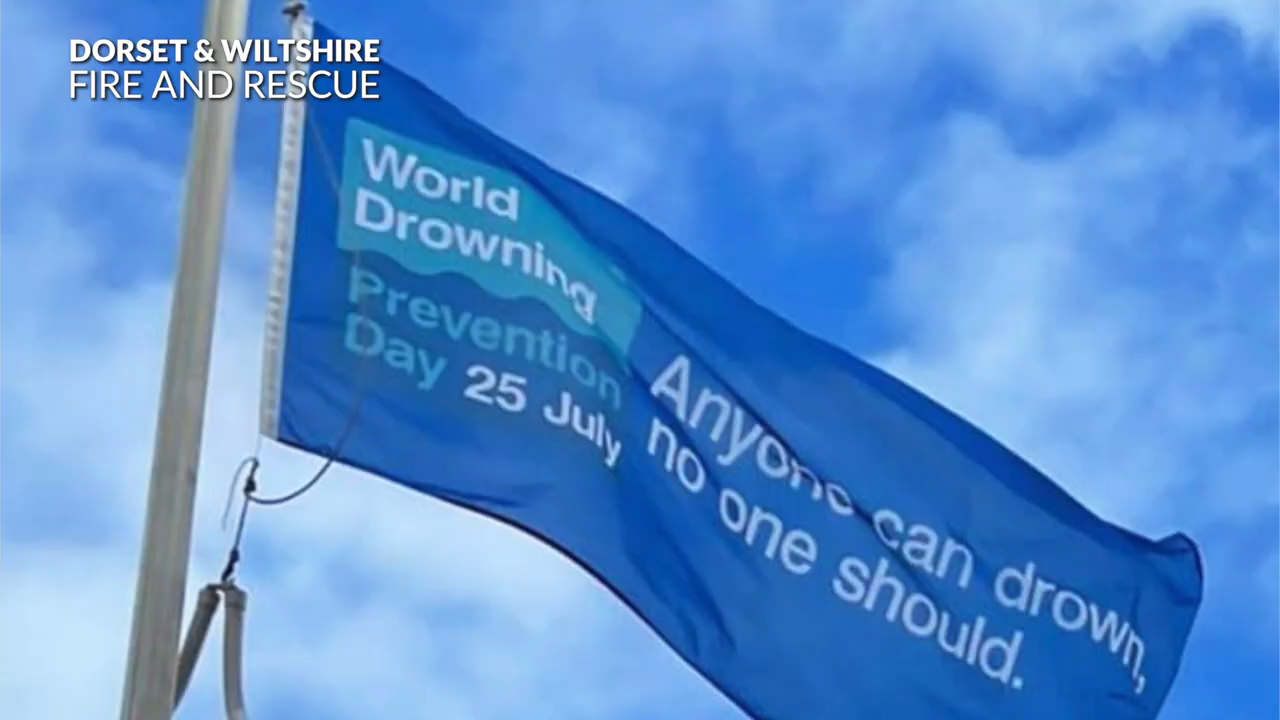 DORSET & WILTSHIRE
FIRE AND RESCUE
World
Drowning
Prevention
Day 25 July
Anyone can drown,
no one should.